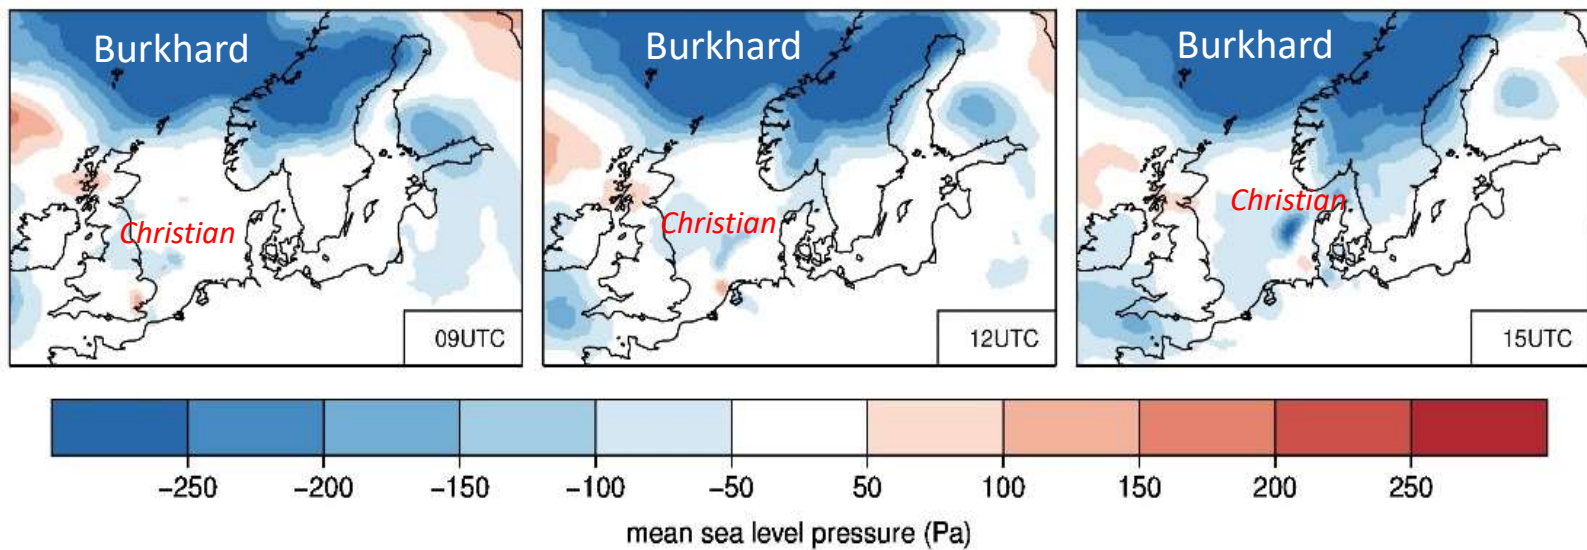 Burkhard
Christian
09UTC
Burkhard
Christian
12UTC
Burkhard
Christian
15UTC
−250 −200 −150 −100 −50 50 100 150 200 250
mean sea level pressure (Pa)